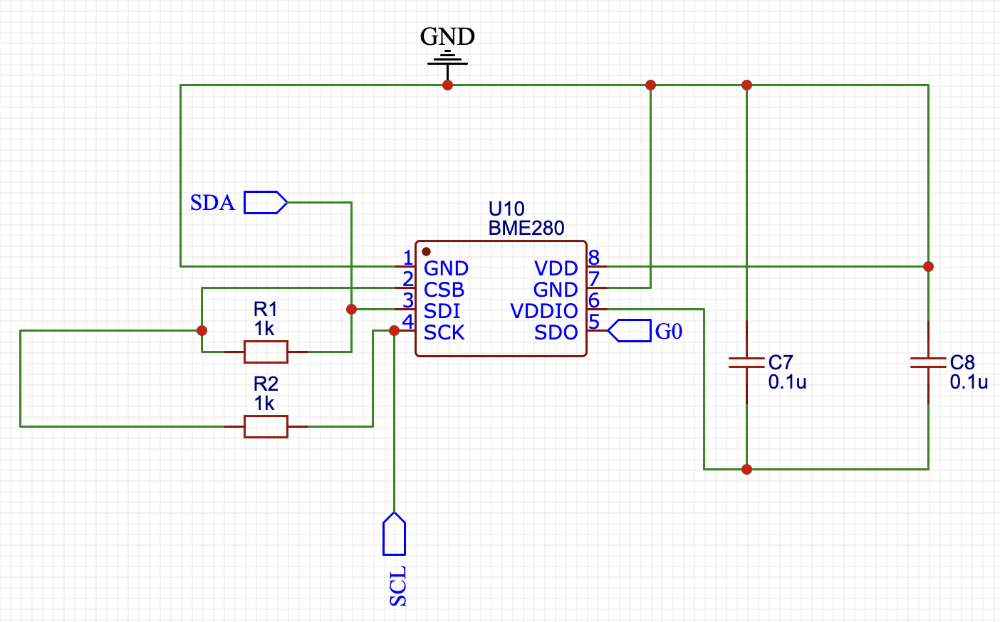 GND
SDA
U10
BME280
1
GND
2
CSB
3
SDI
4
SCK
8
VDD
7
GND
6
VDDIO
5
SDO
G0
R1
1k
R2
1k
C7
0.1u
C8
0.1u
SCL